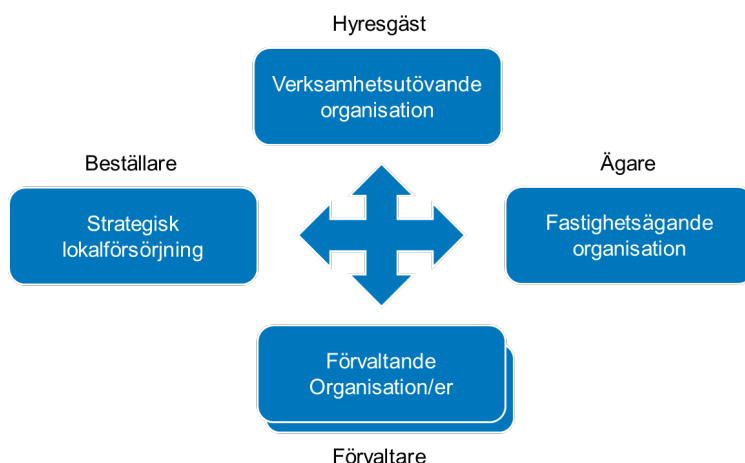 Hyresgäst
Verksamhetsutövande
organisation
Beställare
Ägare
Strategisk
lokalförsörjning
Fastighetsägande
organisation
Förvaltande
Organisation/er
Förvaltare